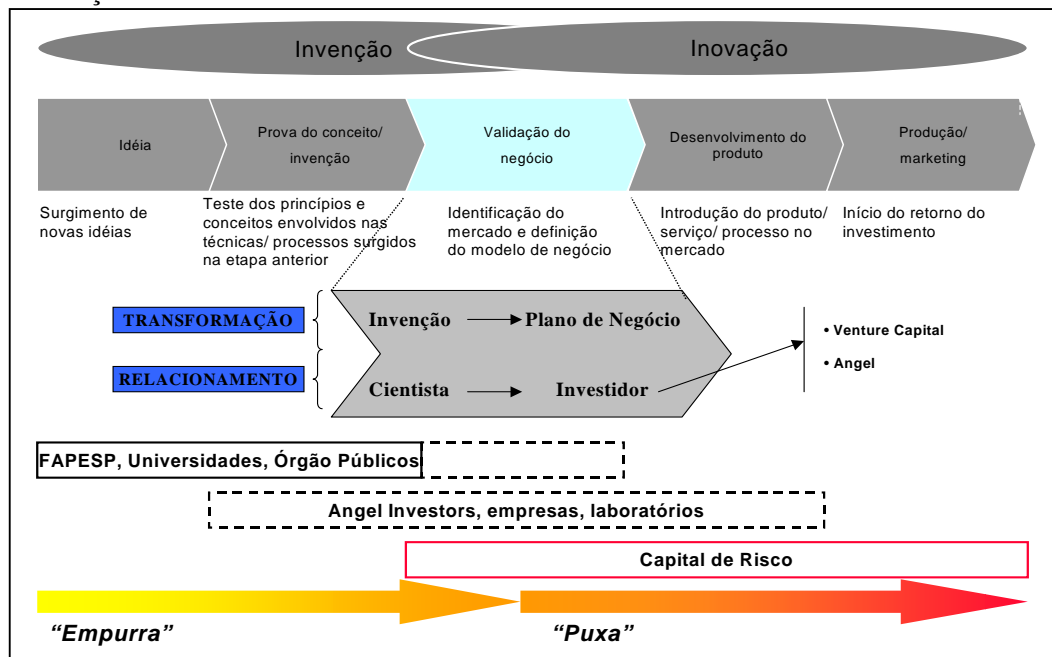 Invenção
Inovação
Idéia
Prova do conceito/
invenção
Validação do
negócio
Desenvolvimento do
produto
Produção/
marketing
Surgimento de
novas idéias
Teste dos princípios e
conceitos envolvidos nas
técnicas/ processos surgidos
na etapa anterior
Identificação do
mercado e definição
do modelo de negócio
Introdução do produto/
serviço/ processo no
mercado
Início do retorno do
investimento
TRANSFORMAÇÃO
Invenção
Plano de Negócio
• Venture Capital
• Angel
RELACIONAMENTO
Cientista
Investidor
FAPESP, Universidades, Órgão Públicos
Angel Investors, empresas, laboratórios
Capital de Risco
“Empurra”
“Puxa”